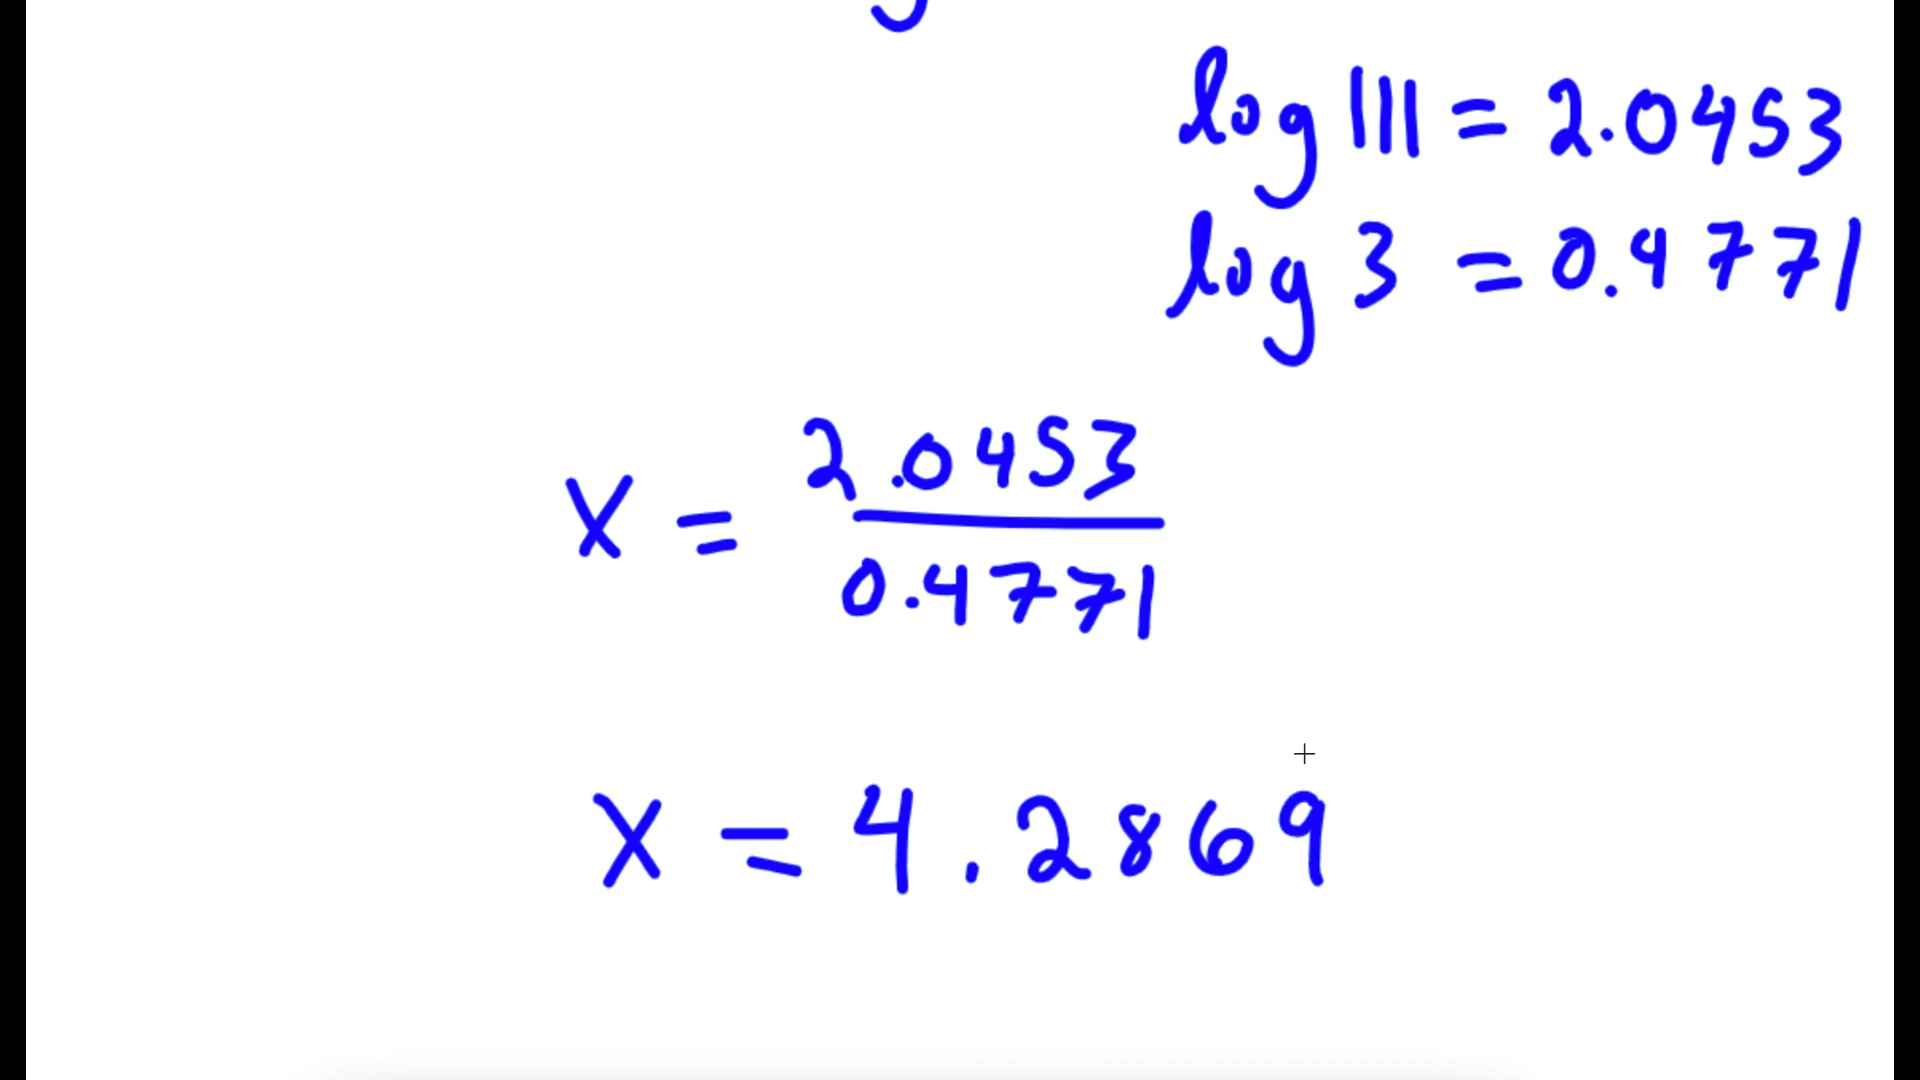 log 111 = 2.0453
log 3 = 0.4771
x = 2.0453
0.4771
x = 4.2869